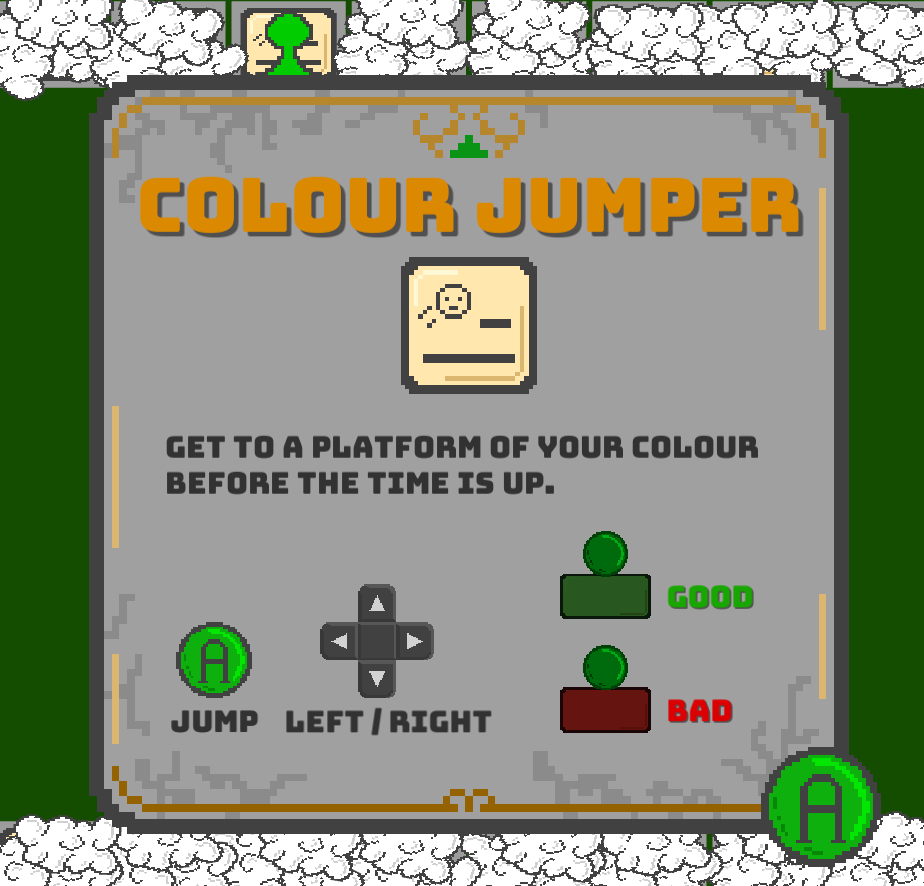 COLOUR JUMPER
GET TO A PLATFORM OF YOUR COLOUR
BEFORE THE TIME IS UP.
GOOD
A
JUMP
LEFT / RIGHT
BAD
A